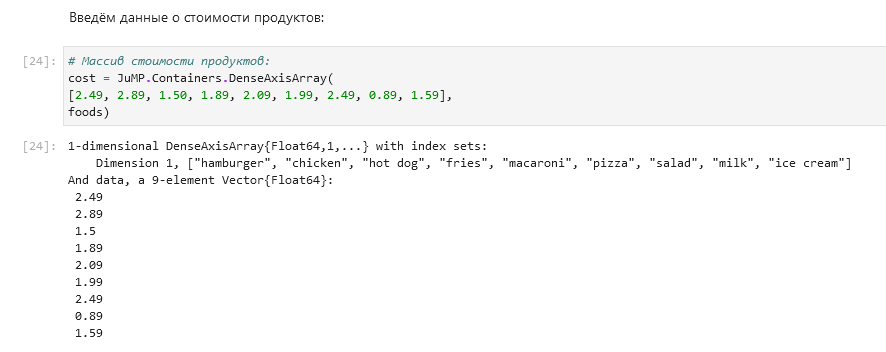 Введём данные о стоимости продуктов:
[24]: # Массив стоимости продуктов:
cost = JuMP.Containers.DenseAxisArray(
[2.49, 2.89, 1.50, 1.89, 2.09, 1.99, 2.49, 0.89, 1.59],
foods)
[24]: 1-dimensional DenseAxisArray{Float64,1,...} with index sets:
    Dimension 1, ["hamburger", "chicken", "hot dog", "fries", "macaroni", "pizza", "salad", "milk", "ice cream"]
And data, a 9-element Vector{Float64}:
 2.49
 2.89
 1.5
 1.89
 2.09
 1.99
 2.49
 0.89
 1.59